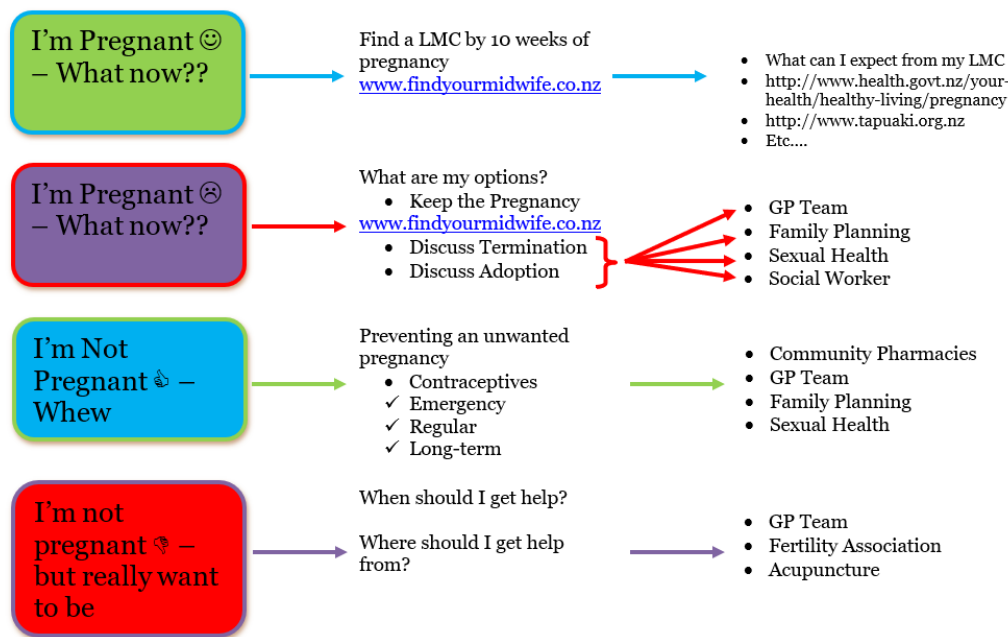 I'm Pregnant ☺
– What now??
Find a LMC by 10 weeks of
pregnancy
www.findyourmidwife.co.nz
• What can I expect from my LMC
• http://www.health.govt.nz/your-
health/healthy-living/pregnancy
• http://www.tapuaki.org.nz
• Etc....
I'm Pregnant ☹
– What now??
What are my options?
• Keep the Pregnancy
www.findyourmidwife.co.nz
• Discuss Termination
• Discuss Adoption
• GP Team
• Family Planning
• Sexual Health
• Social Worker
I'm Not
Pregnant 👍 –
Whew
Preventing an unwanted
pregnancy
• Contraceptives
✓ Emergency
✓ Regular
✓ Long-term
• Community Pharmacies
• GP Team
• Family Planning
• Sexual Health
I'm not
pregnant 👎 –
but really want
to be
When should I get help?
Where should I get help
from?
• GP Team
• Fertility Association
• Acupuncture